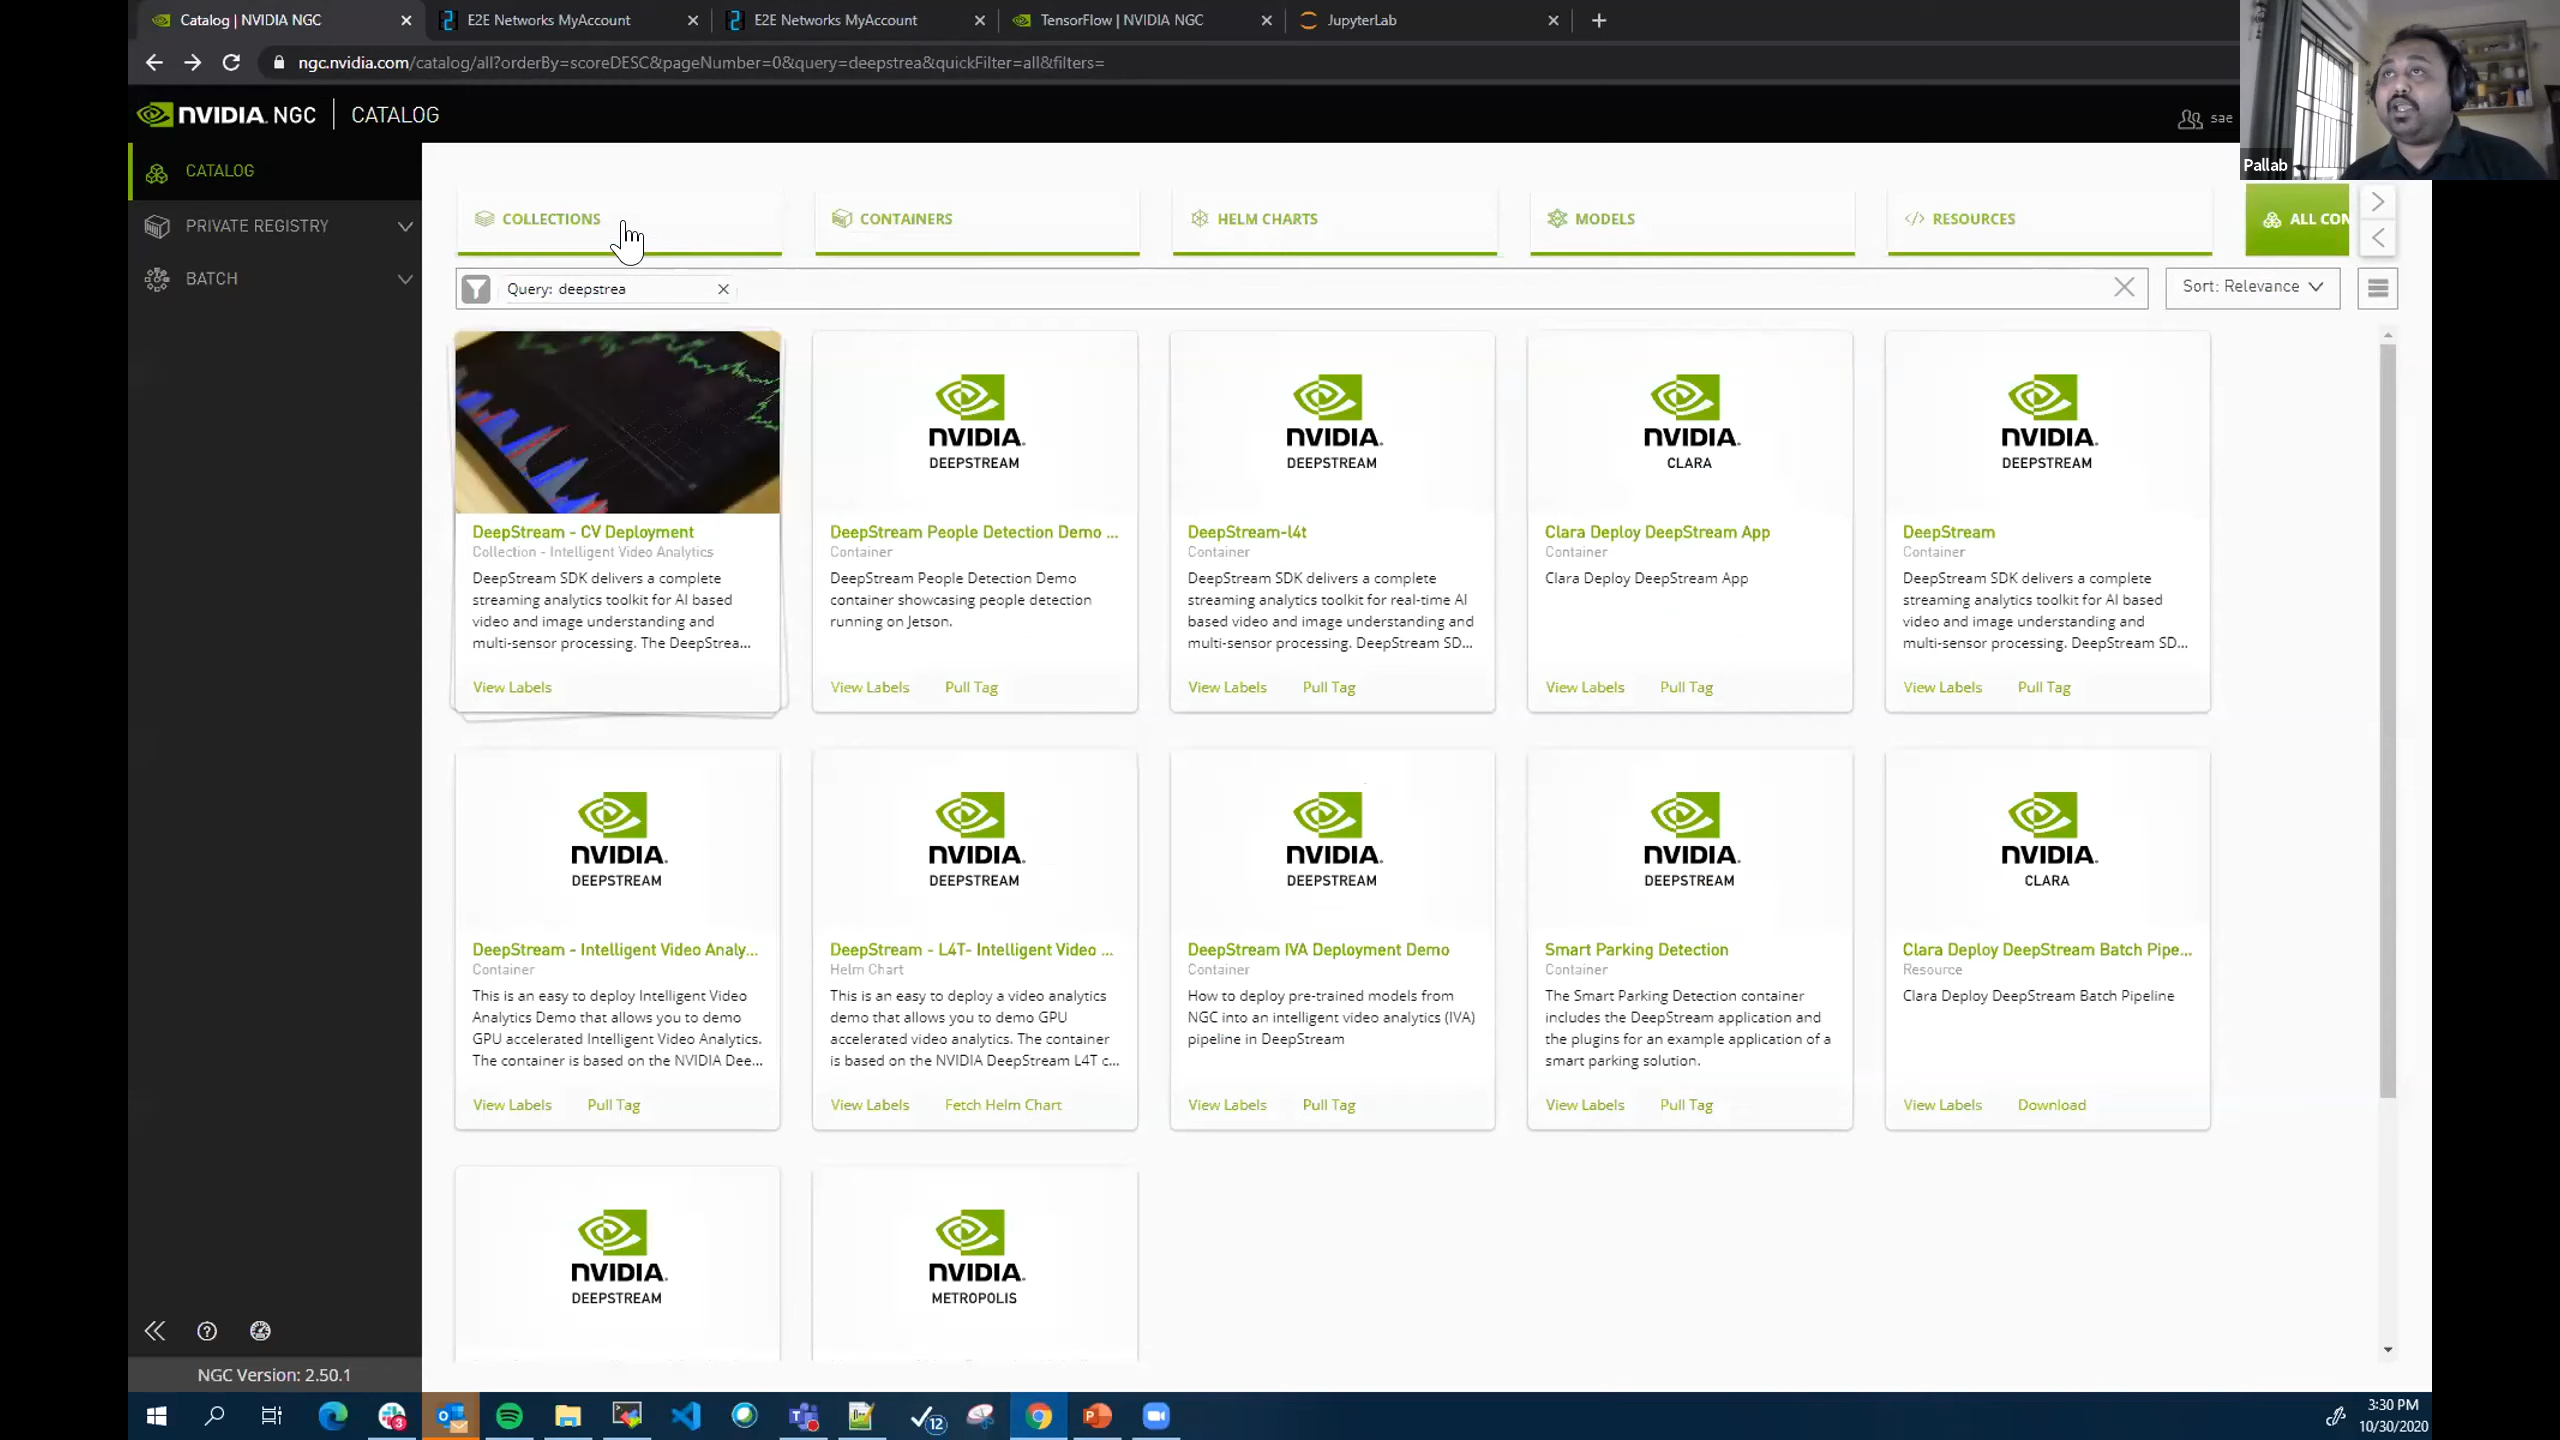 Catalog | NVIDIA NGC
E2E Networks MyAccount
E2E Networks MyAccount
TensorFlow | NVIDIA NGC
JupyterLab
ngc.nvidia.com/catalog/all?orderBy=scoreDESC&pageNumber=0&query=deepstrea&quickFilter=all&filters=
NVIDIA. NGC | CATALOG
sae
Pallab
CATALOG
PRIVATE REGISTRY
BATCH
COLLECTIONS
CONTAINERS
HELM CHARTS
MODELS
RESOURCES
ALL CON
Query: deepstrea
Sort: Relevance
DeepStream - CV Deployment
Collection - Intelligent Video Analytics
DeepStream SDK delivers a complete
streaming analytics toolkit for AI based
video and image understanding and
multi-sensor processing. The DeepStrea...
View Labels
NVIDIA.
DEEPSTREAM
DeepStream People Detection Demo ...
Container
DeepStream People Detection Demo
container showcasing people detection
running on Jetson.
View Labels Pull Tag
NVIDIA.
DEEPSTREAM
DeepStream-l4t
Container
DeepStream SDK delivers a complete
streaming analytics toolkit for real-time AI
based video and image understanding and
multi-sensor processing. DeepStream SD...
View Labels Pull Tag
NVIDIA.
CLARA
Clara Deploy DeepStream App
Container
Clara Deploy DeepStream App
View Labels Pull Tag
NVIDIA.
DEEPSTREAM
DeepStream
Container
DeepStream SDK delivers a complete
streaming analytics toolkit for AI based
video and image understanding and
multi-sensor processing. DeepStream SD...
View Labels Pull Tag
NVIDIA.
DEEPSTREAM
DeepStream - Intelligent Video Analy...
Container
This is an easy to deploy Intelligent Video
Analytics Demo that allows you to demo
GPU accelerated Intelligent Video Analytics.
The container is based on the NVIDIA Dee...
View Labels Pull Tag
NVIDIA.
DEEPSTREAM
DeepStream - L4T- Intelligent Video ...
Helm Chart
This is an easy to deploy a video analytics
demo that allows you to demo GPU
accelerated video analytics. The container
is based on the NVIDIA DeepStream L4T c...
View Labels Fetch Helm Chart
NVIDIA.
DEEPSTREAM
DeepStream IVA Deployment Demo
Container
How to deploy pre-trained models from
NGC into an intelligent video analytics (IVA)
pipeline in DeepStream
View Labels Pull Tag
NVIDIA.
DEEPSTREAM
Smart Parking Detection
Container
The Smart Parking Detection container
includes the DeepStream application and
the plugins for an example application of a
smart parking solution.
View Labels Pull Tag
NVIDIA.
CLARA
Clara Deploy DeepStream Batch Pipe...
Resource
Clara Deploy DeepStream Batch Pipeline
View Labels Download
NVIDIA.
DEEPSTREAM
NVIDIA.
METROPOLIS
NGC Version: 2.50.1
3
12
3:30 PM
10/30/2020